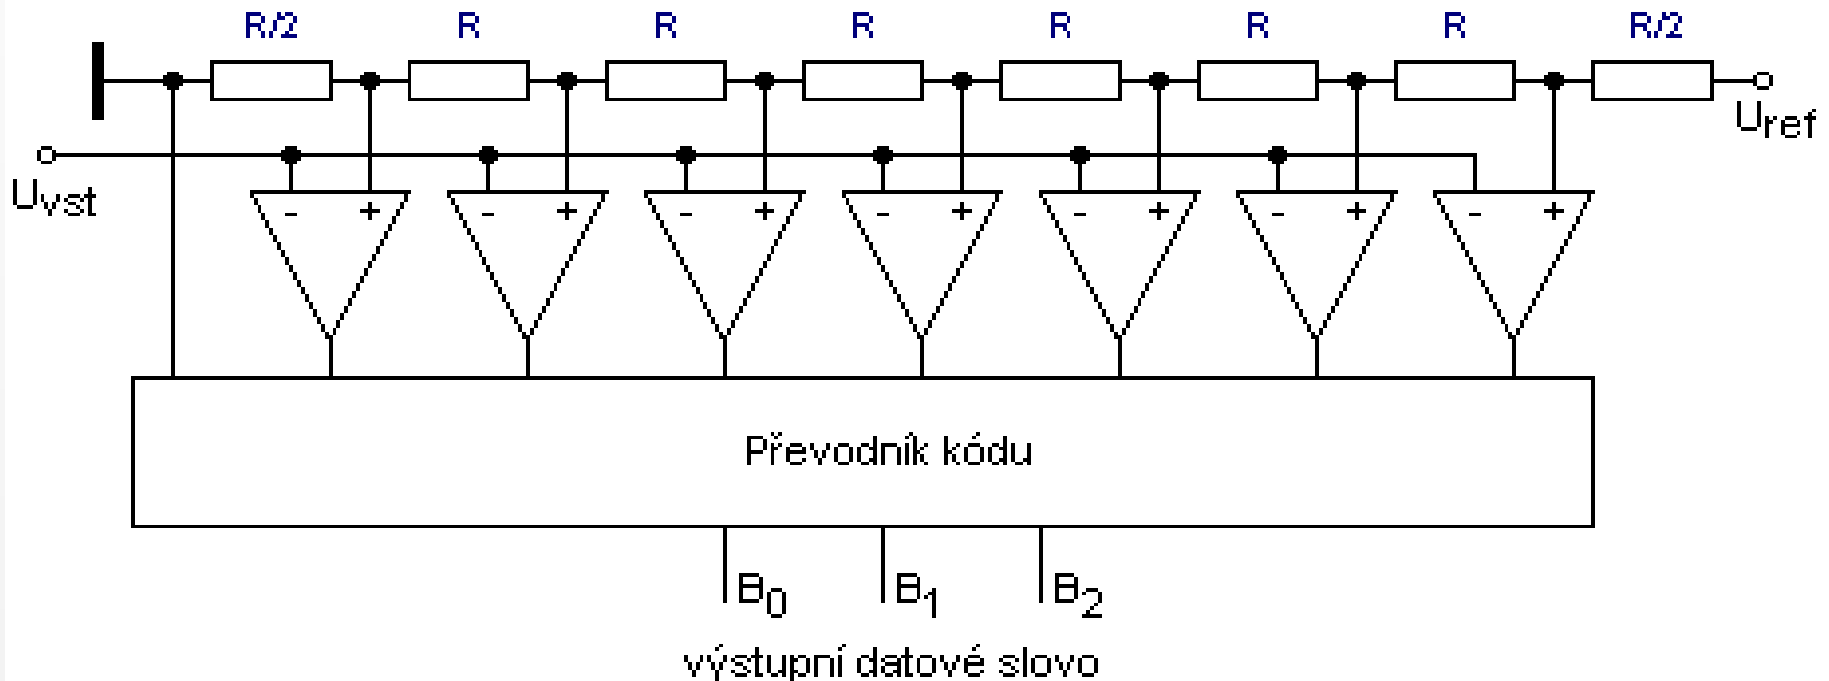 R/2 R R R R R R R/2
Uref
Uvst
- + - + - + - + - + - + - +
Převodník kódu
B0 B1 B2
výstupní datové slovo